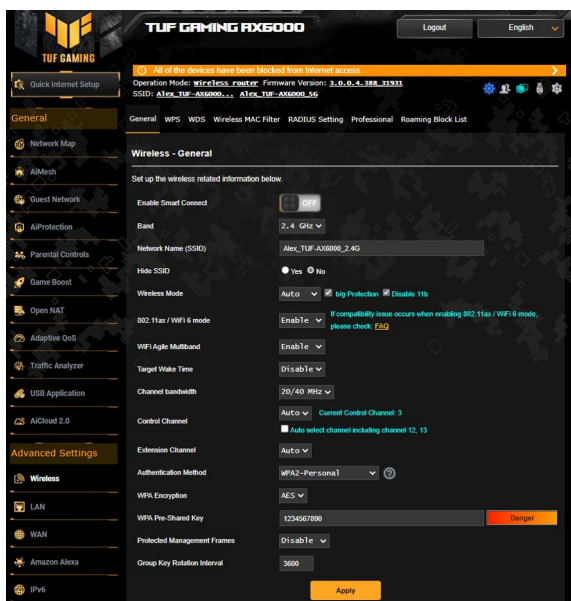 TUF GAMING
TUF GAMING AX6000
Logout
English
All of the devices have been blocked from Internet access.
Quick Internet Setup
Operation Mode: Wireless router Firmware Version: 3.0.0.4.388_31931
SSID: Alex_TUF-AX6000... Alex_TUF-AX6000_5G
General
General WPS WDS Wireless MAC Filter RADIUS Setting Professional Roaming Block List
Network Map
AiMesh
Guest Network
AiProtection
Parental Controls
Game Boost
Open NAT
Adaptive QoS
Traffic Analyzer
USB Application
AiCloud 2.0
Advanced Settings
Wireless
LAN
WAN
Amazon Alexa
IPv6
Wireless - General
Set up the wireless related information below.
Enable Smart Connect OFF
Band 2.4 GHz
Network Name (SSID) Alex_TUF-AX6000_2.4G
Hide SSID Yes No
Wireless Mode Auto b/g Protection Disable 11b
802.11ax / WiFi 6 mode Enable If compatibility issue occurs when enabling 802.11ax / WiFi 6 mode,
please check: FAQ
WiFi Agile Multiband Enable
Target Wake Time Disable
Channel bandwidth 20/40 MHz
Control Channel Auto Current Control Channel: 3
Auto select channel including channel 12, 13
Extension Channel Auto
Authentication Method WPA2-Personal ?
WPA Encryption AES
WPA Pre-Shared Key 1234567890 Danger
Protected Management Frames Disable
Group Key Rotation Interval 3600
Apply